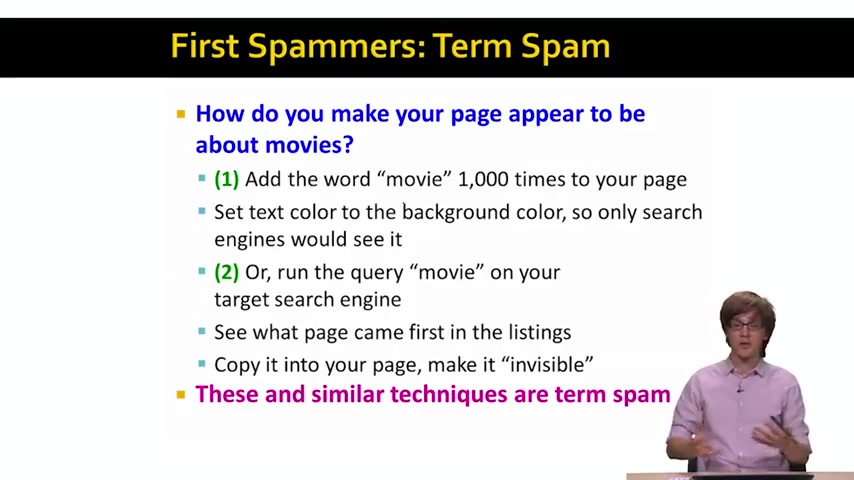 First Spammers: Term Spam
How do you make your page appear to be
about movies?
(1) Add the word “movie” 1,000 times to your page
Set text color to the background color, so only search
engines would see it
(2) Or, run the query “movie” on your
target search engine
See what page came first in the listings
Copy it into your page, make it “invisible”
These and similar techniques are term spam